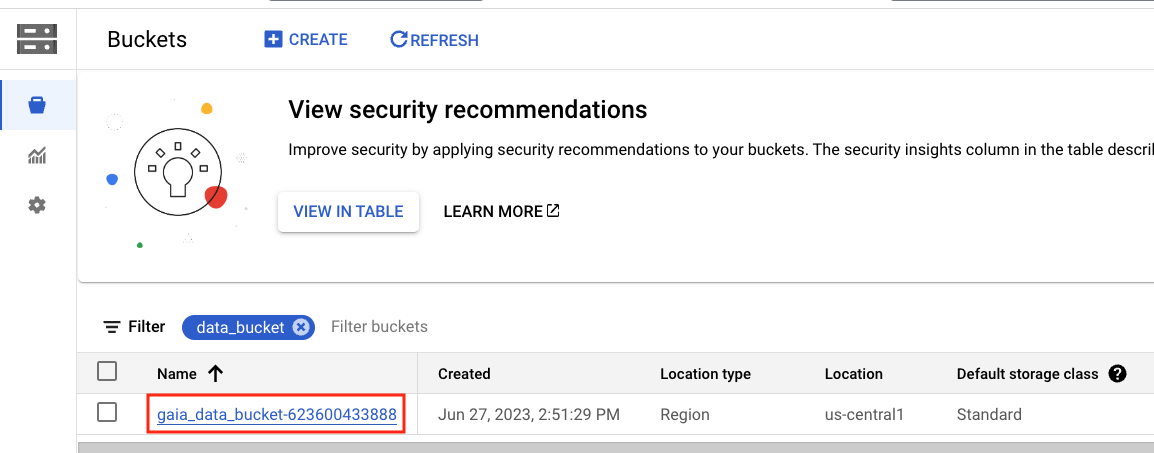 Buckets CREATE REFRESH
View security recommendations
Improve security by applying security recommendations to your buckets. The security insights column in the table descri
VIEW IN TABLE LEARN MORE
Filter data_bucket Filter buckets
Name Created Location type Location Default storage class
gaia_data_bucket-623600433888 Jun 27, 2023, 2:51:29 PM Region us-central1 Standard